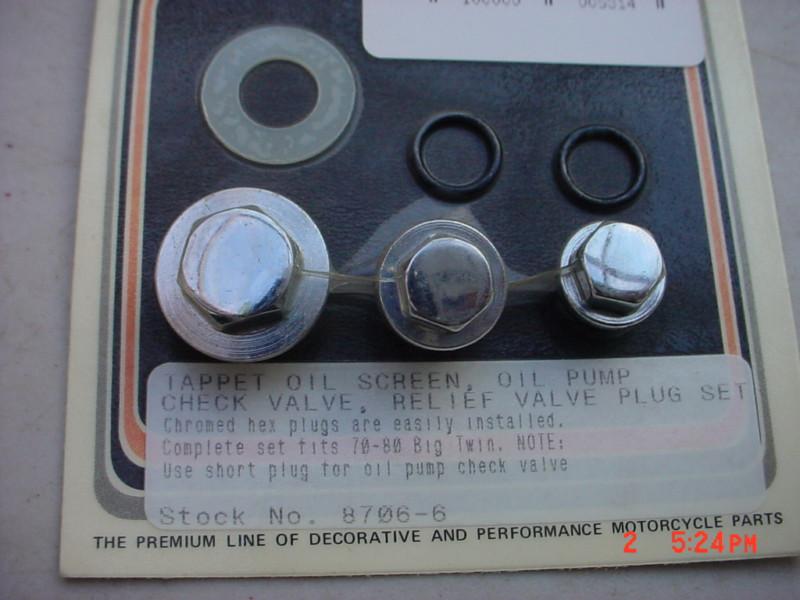 TAPPET OIL SCREEN, OIL PUMP
CHECK VALVE, RELIEF VALVE PLUG SET
Chromed hex plugs are easily installed.
Complete set fits 70-80 Big Twin. NOTE:
Use short plug for oil pump check valve
Stock No. 8706-6
THE PREMIUM LINE OF DECORATIVE AND PERFORMANCE MOTORCYCLE PARTS
2 5:24PM